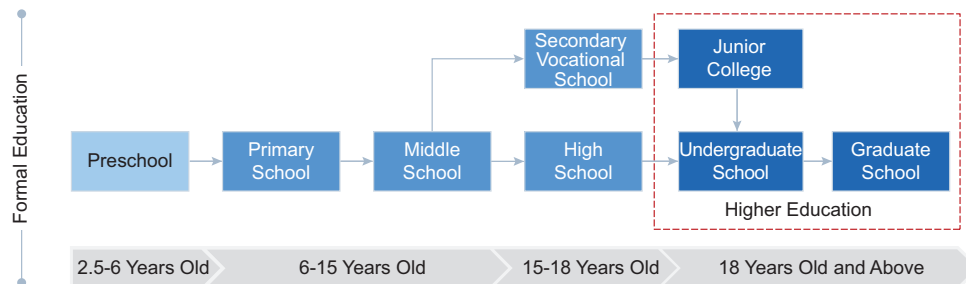 Formal Education
Secondary
Vocational
School
Junior
College
Preschool
Primary
School
Middle
School
High
School
Undergraduate
School
Graduate
School
Higher Education
2.5-6 Years Old
6-15 Years Old
15-18 Years Old
18 Years Old and Above